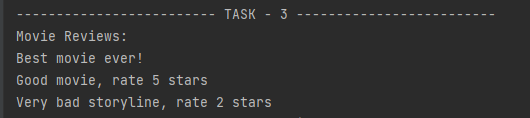 ------------------------ TASK - 3 ------------------------
Movie Reviews:
Best movie ever!
Good movie, rate 5 stars
Very bad storyline, rate 2 stars